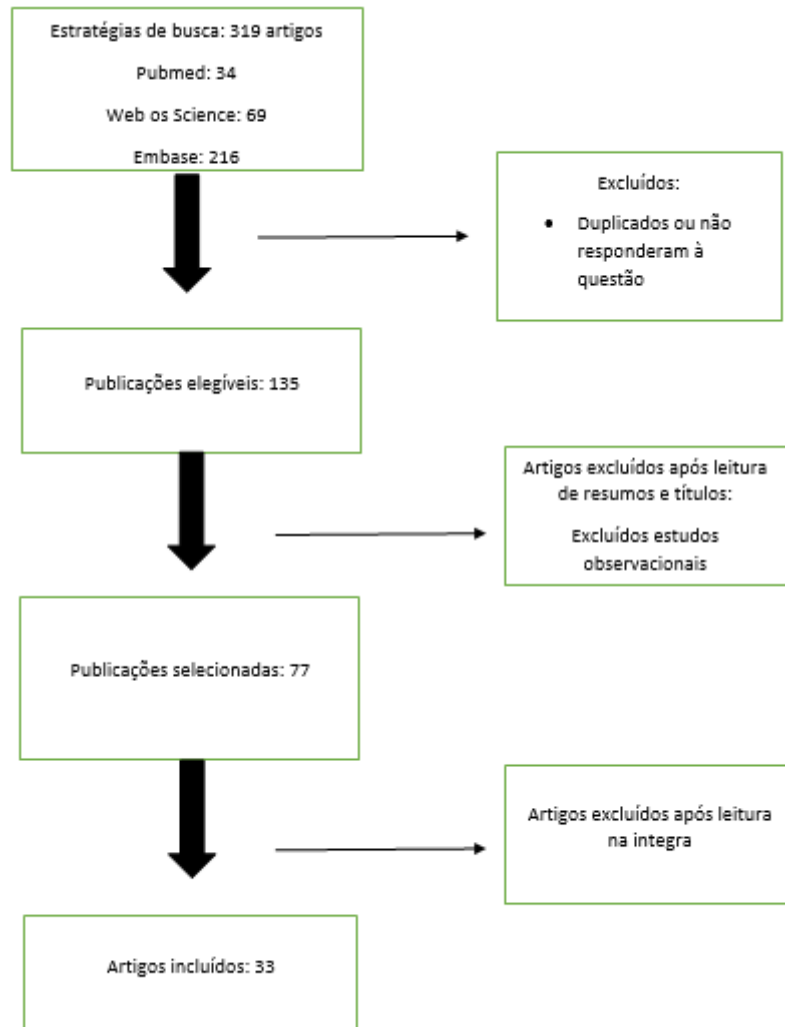 Estratégias de busca: 319 artigos
Pubmed: 34
Web os Science: 69
Embase: 216
Excluídos:
• Duplicados ou não
responderam à
questão
Publicações elegíveis: 135
Artigos excluídos após leitura
de resumos e títulos:
Excluídos estudos
observacionais
Publicações selecionadas: 77
Artigos excluídos após leitura
na integra
Artigos incluídos: 33